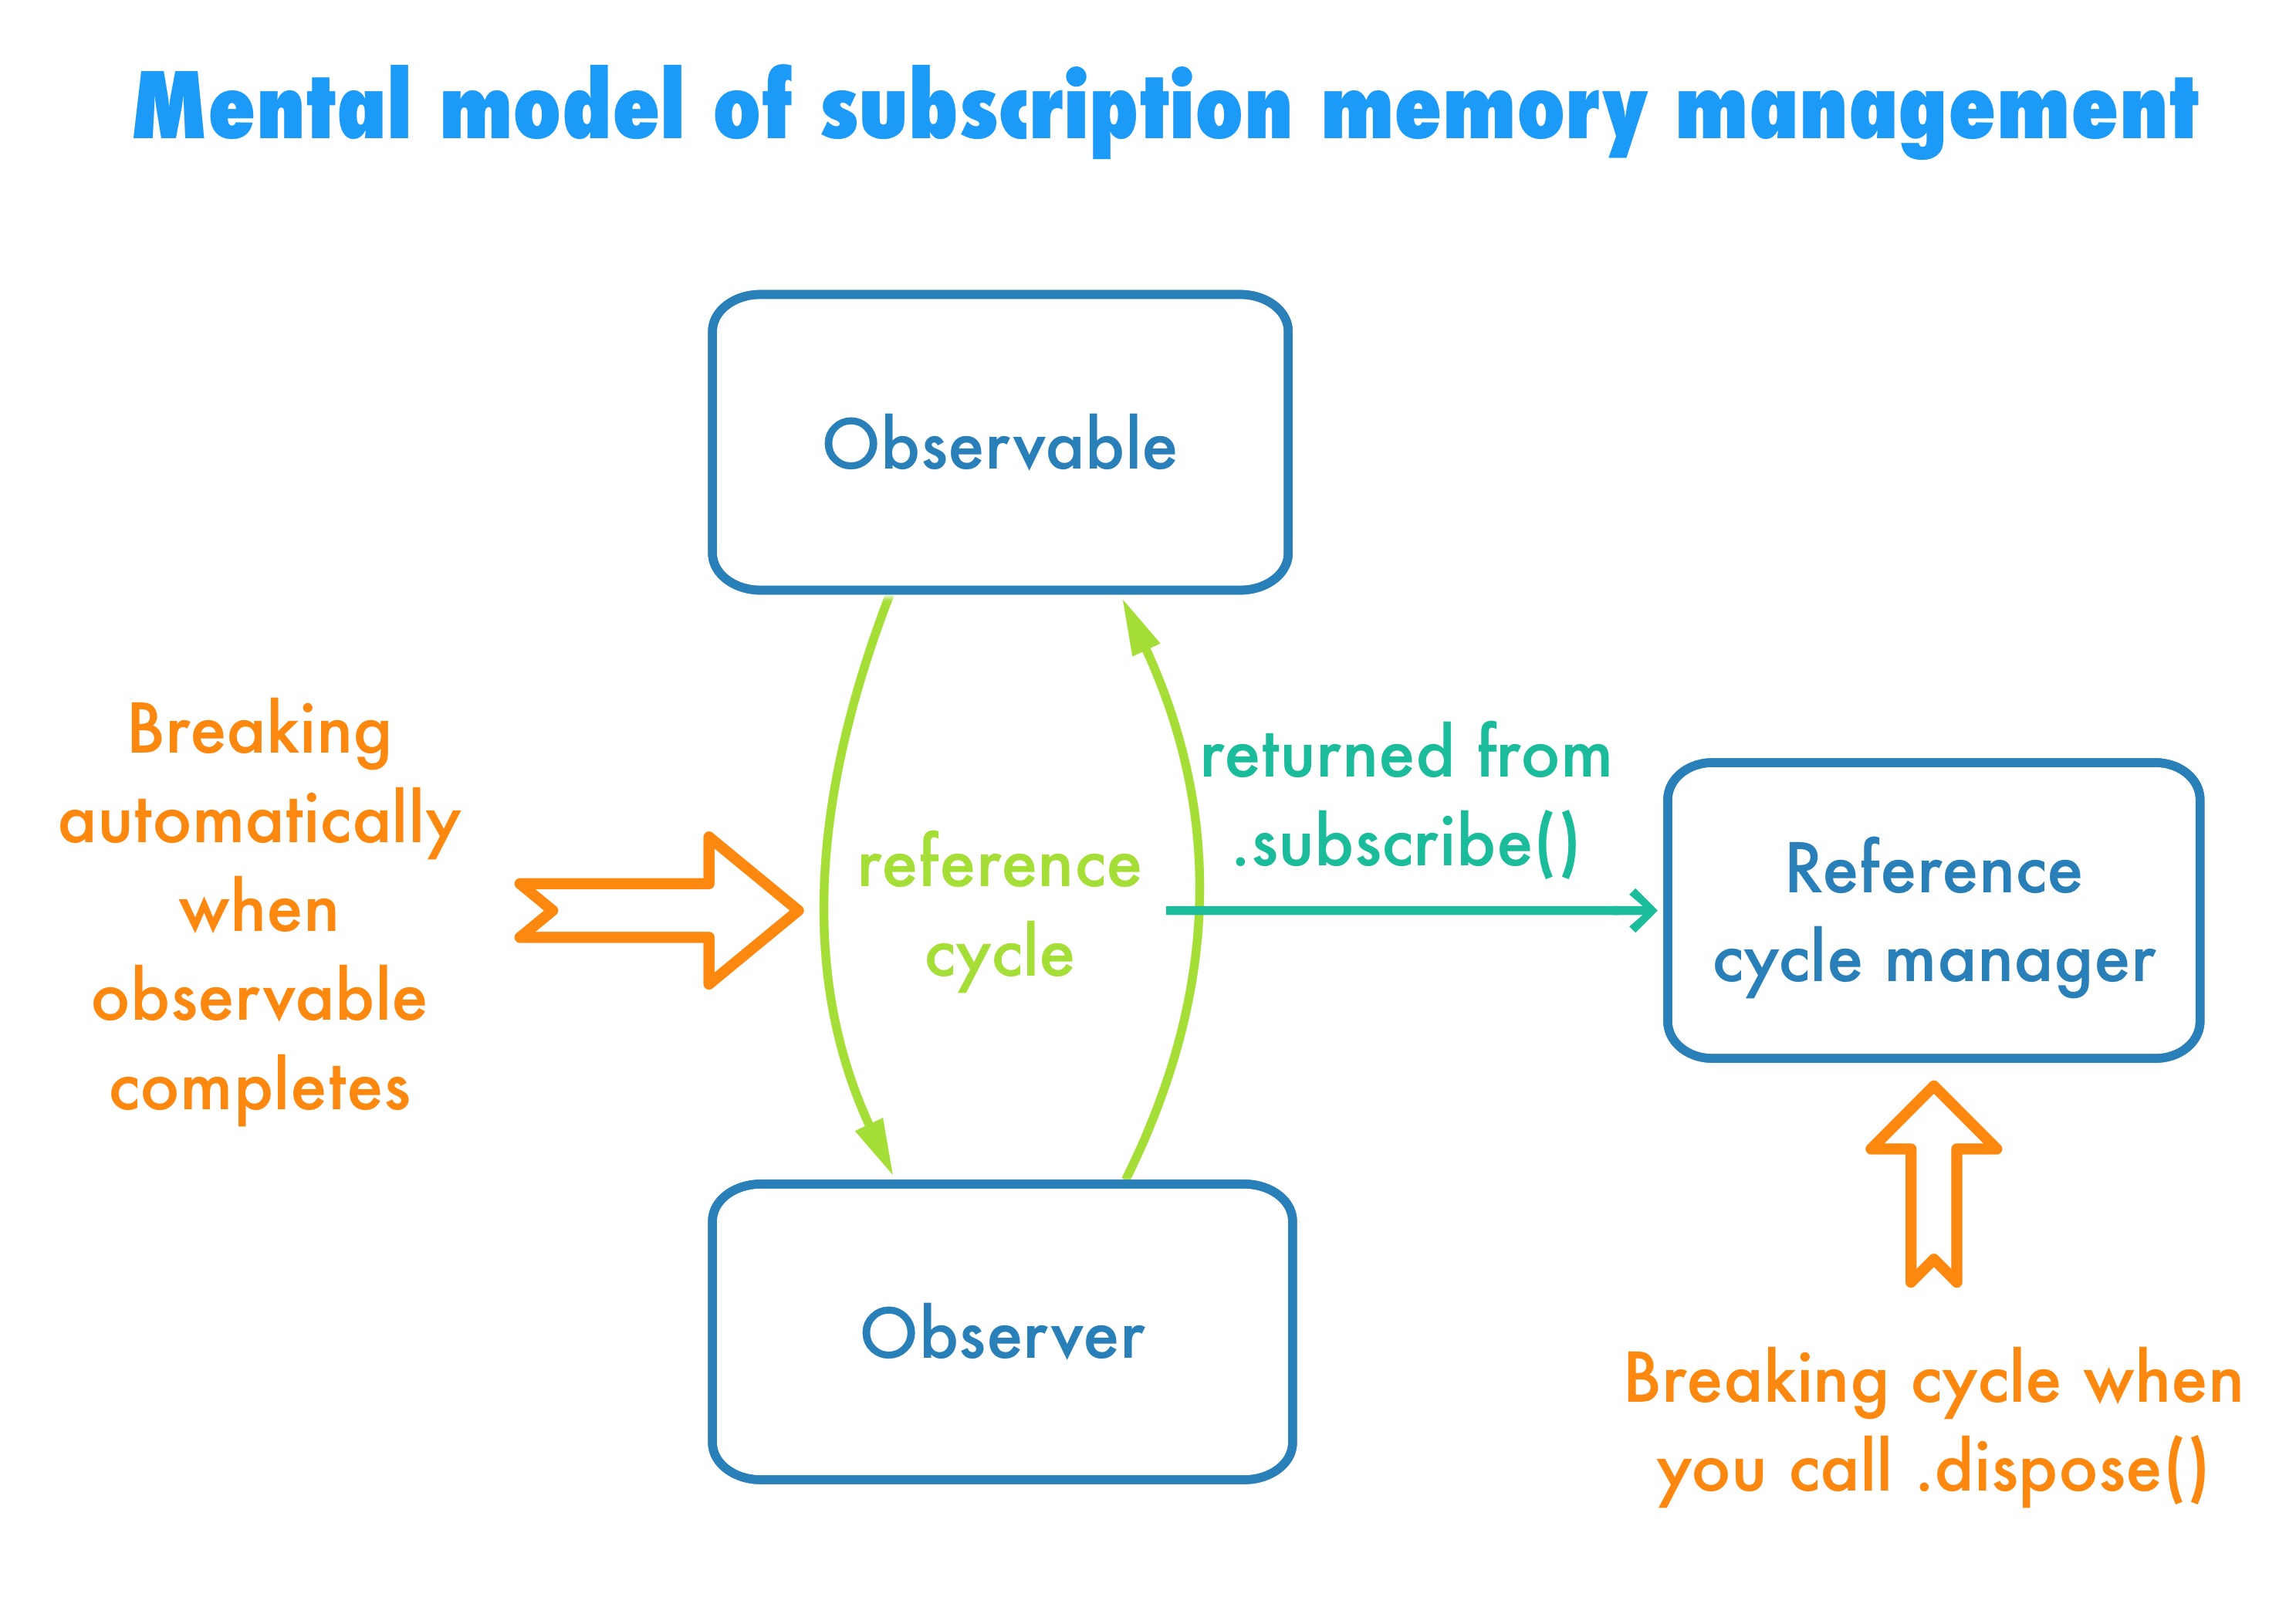 Mental model of subscription memory management
Observable
Breaking
automatically
when
observable
completes
reference
cycle
returned from
.subscribe()
Reference
cycle manager
Observer
Breaking cycle when
you call .dispose()